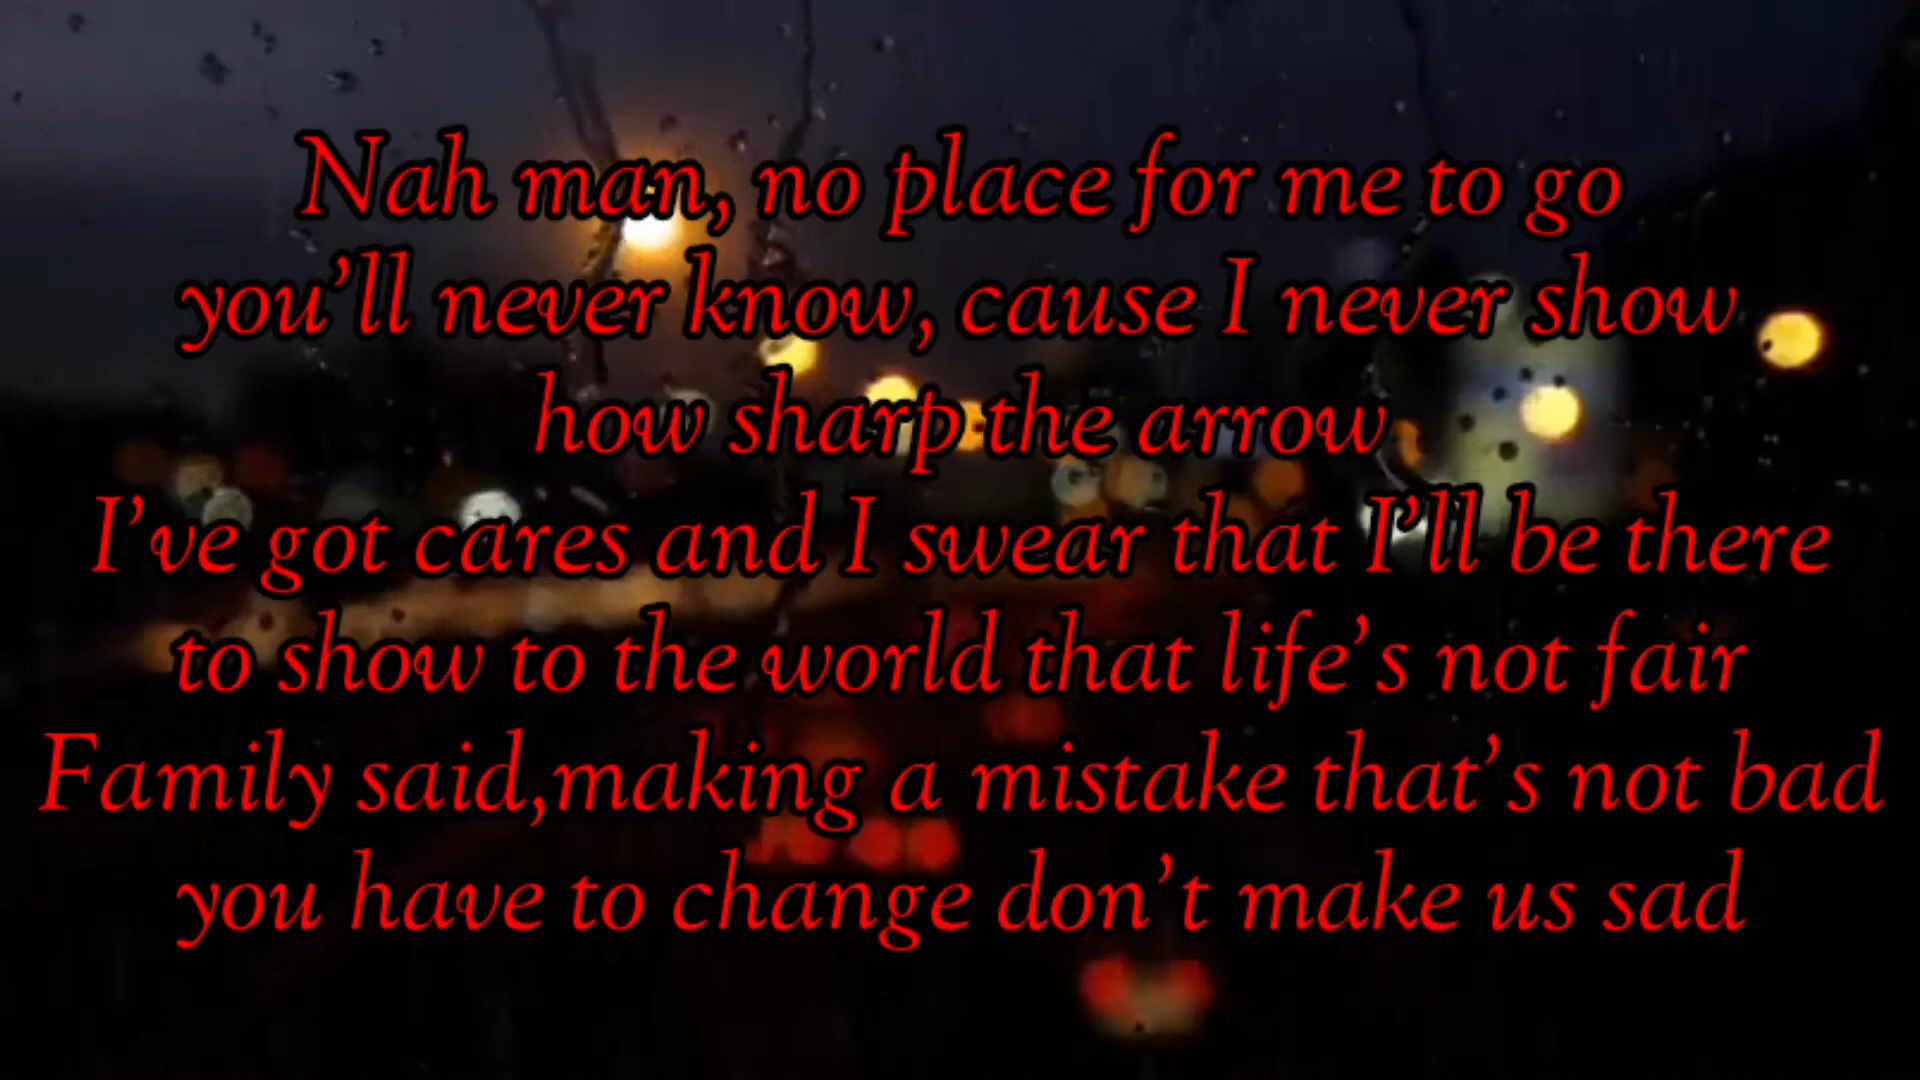 Nah man, no place for me to go
you’ll never know, cause I never show
how sharp the arrow
I’ve got cares and I swear that I’ll be there
to show to the world that life’s not fair
Family said,making a mistake that’s not bad
you have to change don’t make us sad